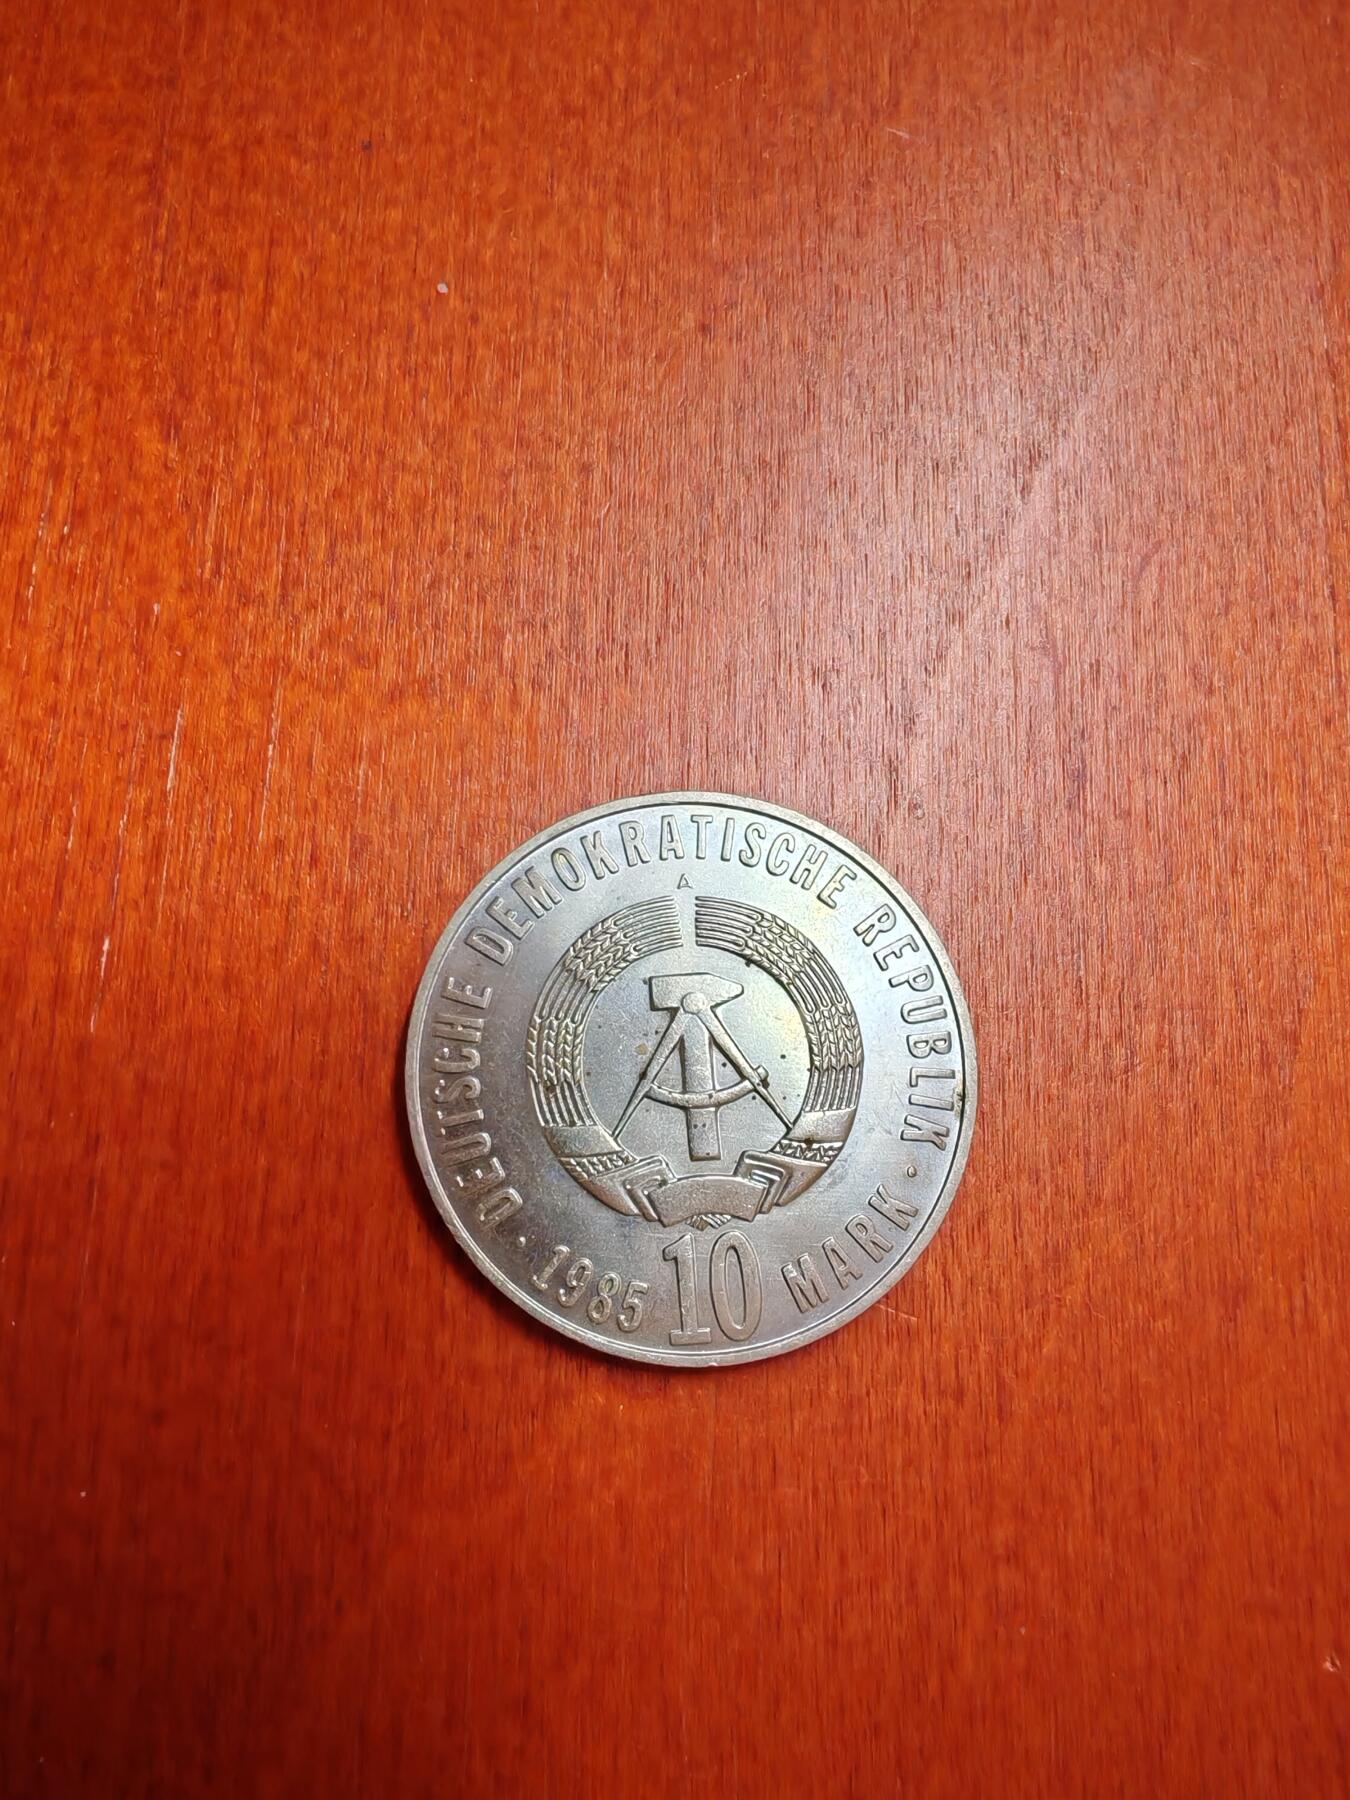 DEUTSCHE DEMOKRATISCHE REPUBLIK
A
· 1985 10 MARK ·